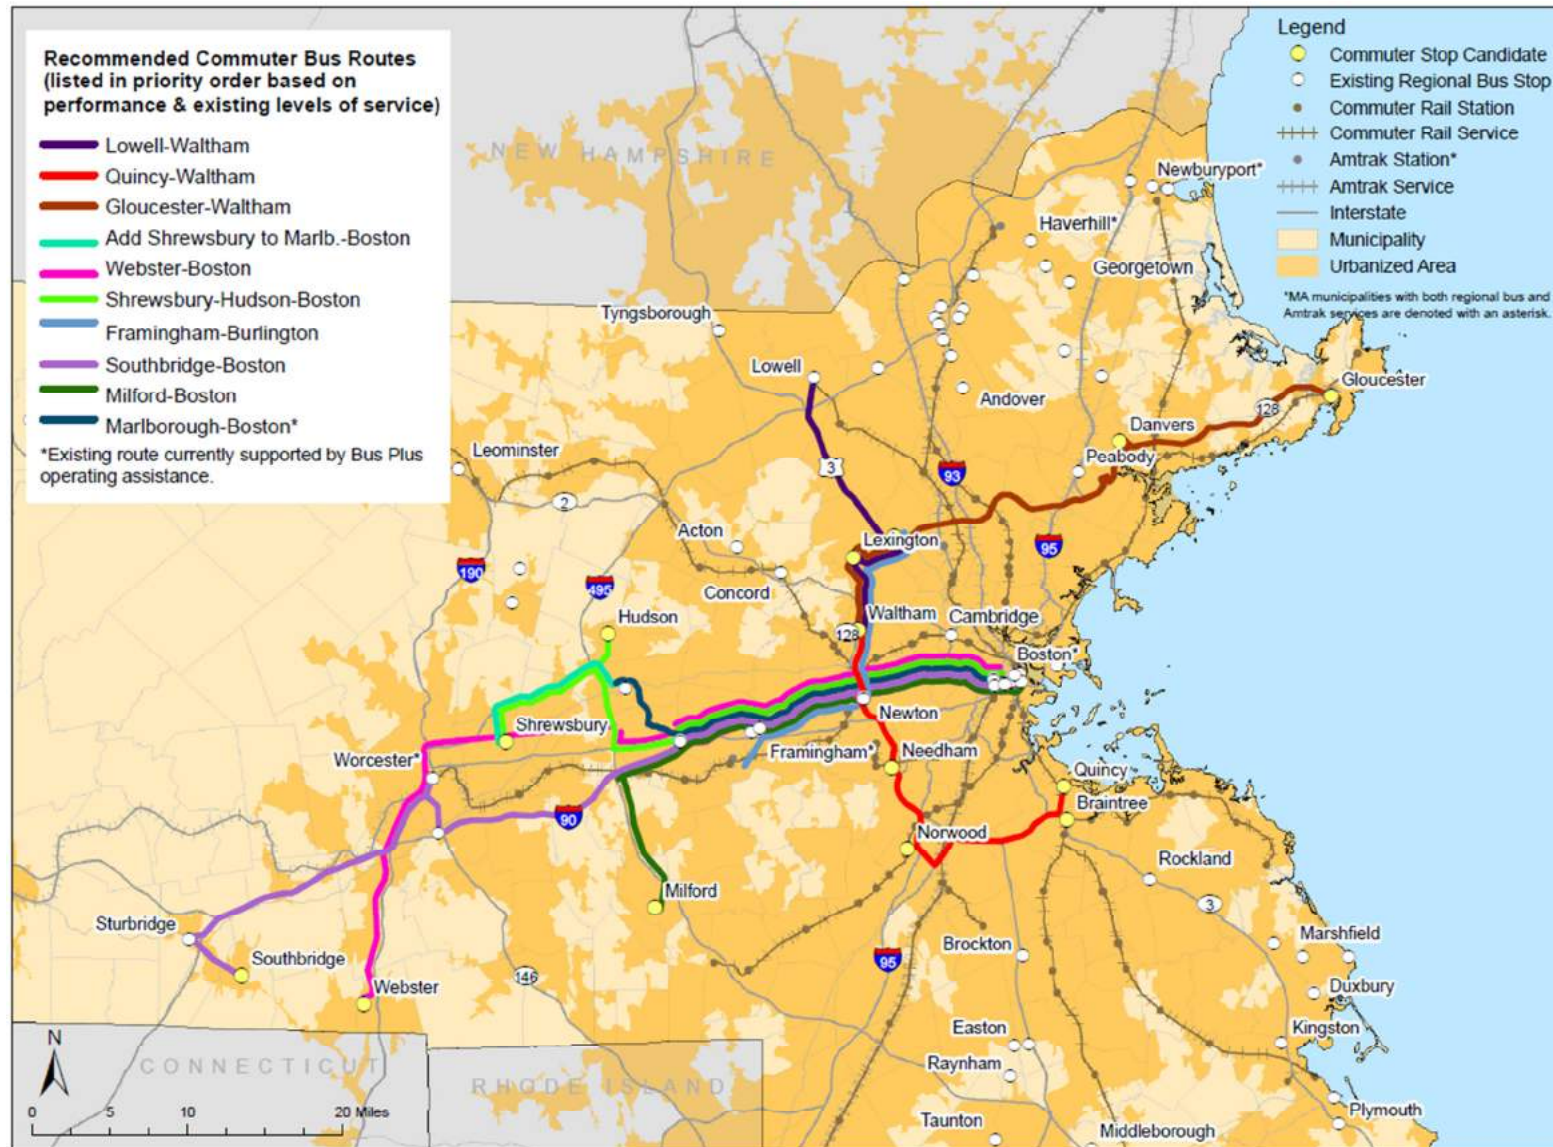 Recommended Commuter Bus Routes
(listed in priority order based on
performance & existing levels of service)
Lowell-Waltham
Quincy-Waltham
Gloucester-Waltham
Add Shrewsbury to Marlb.-Boston
Webster-Boston
Shrewsbury-Hudson-Boston
Framingham-Burlington
Southbridge-Boston
Milford-Boston
Marlborough-Boston*
*Existing route currently supported by Bus Plus
operating assistance.
Legend
Commuter Stop Candidate
Existing Regional Bus Stop
Commuter Rail Station
Commuter Rail Service
Amtrak Station*
Amtrak Service
Interstate
Municipality
Urbanized Area
*MA municipalities with both regional bus and
Amtrak services are denoted with an asterisk.
NEW HAMPSHIRE
Newburyport*
Haverhill*
Georgetown
Tyngsborough
Lowell
Gloucester
Andover
128
Danvers
Peabody
Leominster
3
93
2
Acton
Lexington
95
190
495
Concord
Hudson
Waltham
Cambridge
128
Boston*
Shrewsbury
Newton
Worcester*
Framingham*
Needham
Quincy
Braintree
90
Norwood
Rockland
Milford
3
Sturbridge
Marshfield
Brockton
95
Southbridge
146
Webster
Duxbury
Easton
Kingston
N
CONNECTICUT
Raynham
RHODE ISLAND
0 5 10 20 Miles
Plymouth
Taunton
Middleborough